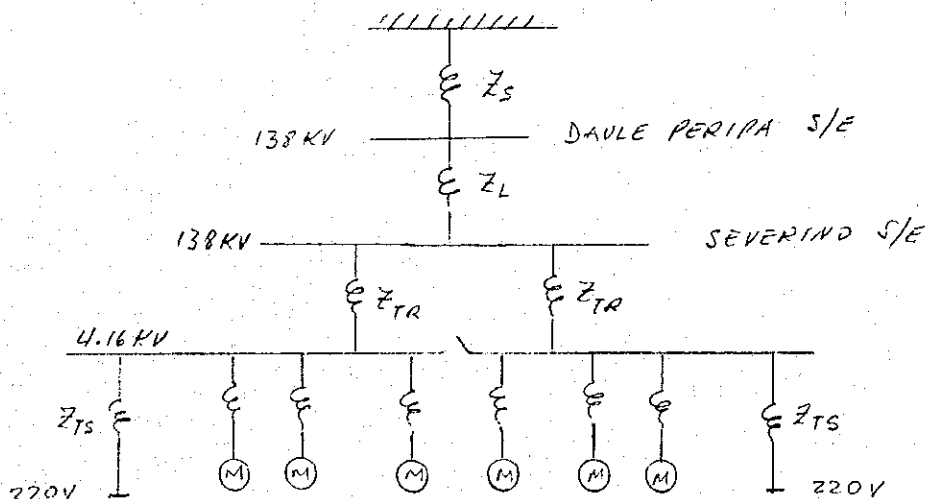 Z_S
138 KV DAULE PERIPA S/E
Z_L
138 KV SEVERINO S/E
Z_TR Z_TR
4.16 KV
Z_TS Z_TS
M M M M M M
220V 220V